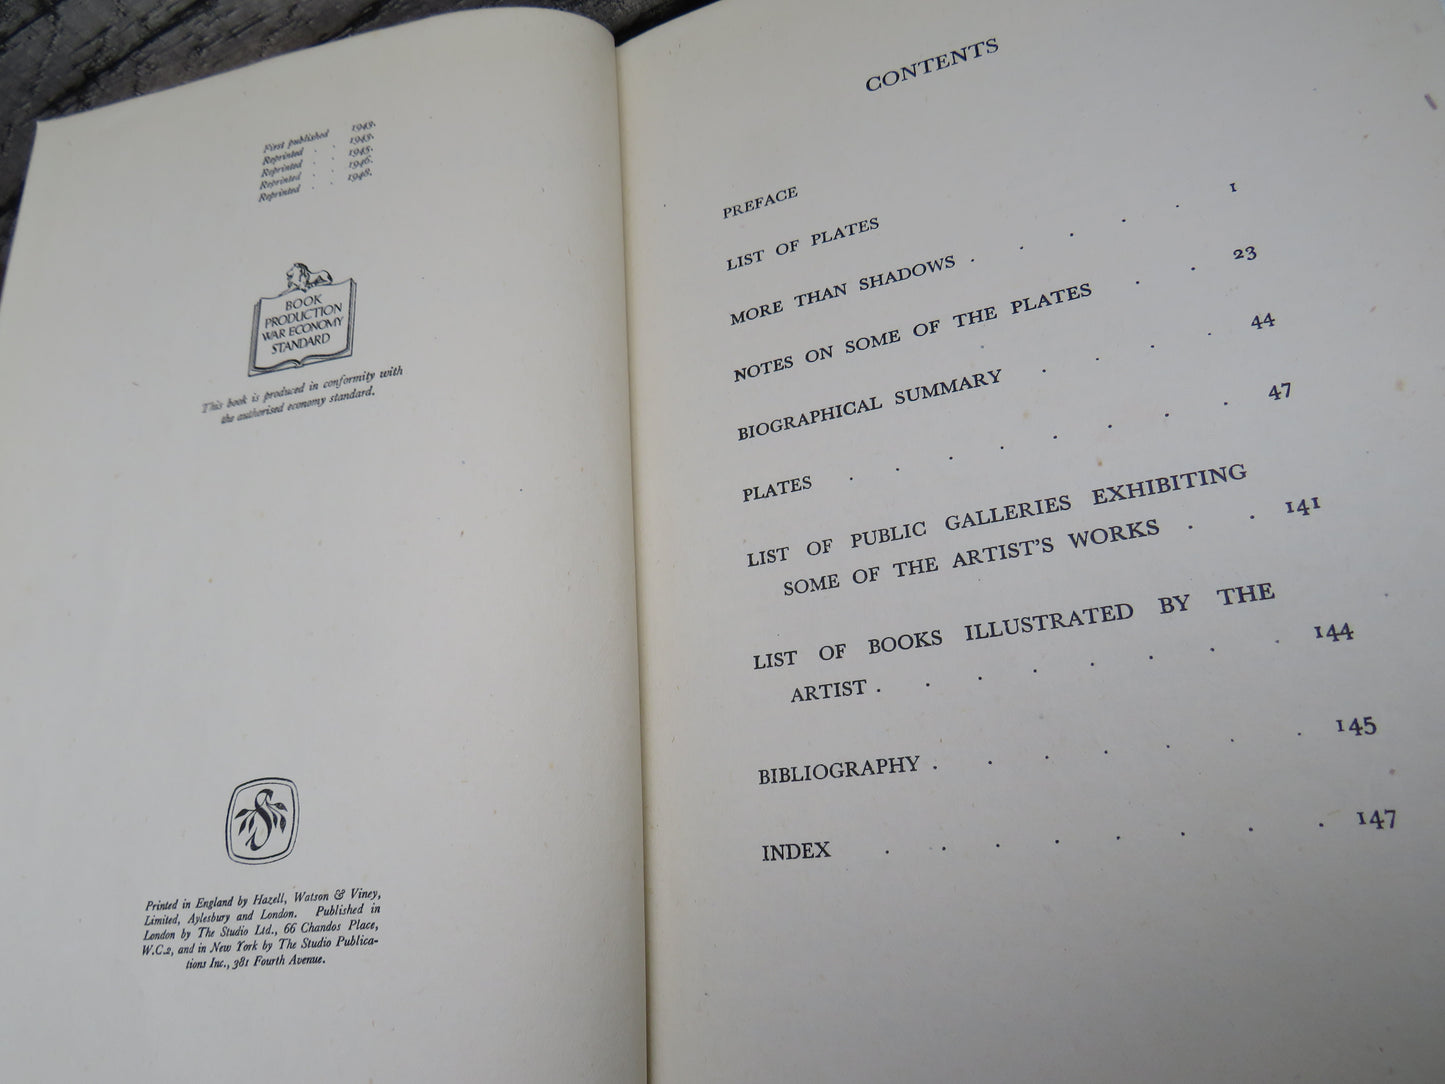 First published 1943.
Reprinted . . 1943.
Reprinted . . 1945.
Reprinted . . 1946.
Reprinted . . 1948.
BOOK
PRODUCTION
WAR ECONOMY
STANDARD
This book is produced in conformity with
the authorised economy standard.
S
Printed in England by Hazell, Watson & Viney,
Limited, Aylesbury and London. Published in
London by The Studio Ltd., 66 Chandos Place,
W.C.2, and in New York by The Studio Publica-
tions Inc., 381 Fourth Avenue.
CONTENTS
PREFACE
LIST OF PLATES
MORE THAN SHADOWS . . . . . . 1
NOTES ON SOME OF THE PLATES . . 23
BIOGRAPHICAL SUMMARY . . . . 44
PLATES . . . . . . . . 47
LIST OF PUBLIC GALLERIES EXHIBITING
SOME OF THE ARTIST'S WORKS . . 141
LIST OF BOOKS ILLUSTRATED BY THE
ARTIST . . . . . . . . 144
BIBLIOGRAPHY . . . . . . . 145
INDEX . . . . . . . . 147